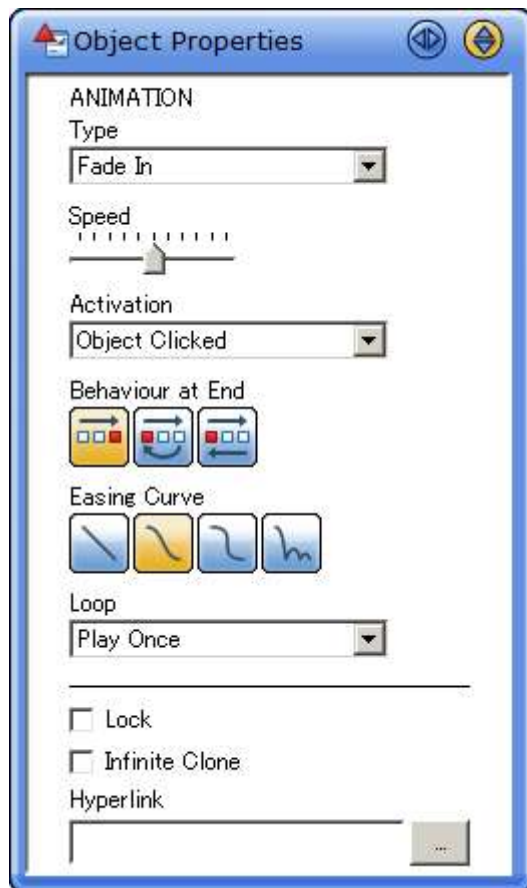 Object Properties
ANIMATION
Type
Fade In
Speed
Activation
Object Clicked
Behaviour at End
Easing Curve
Loop
Play Once
Lock
Infinite Clone
Hyperlink
...